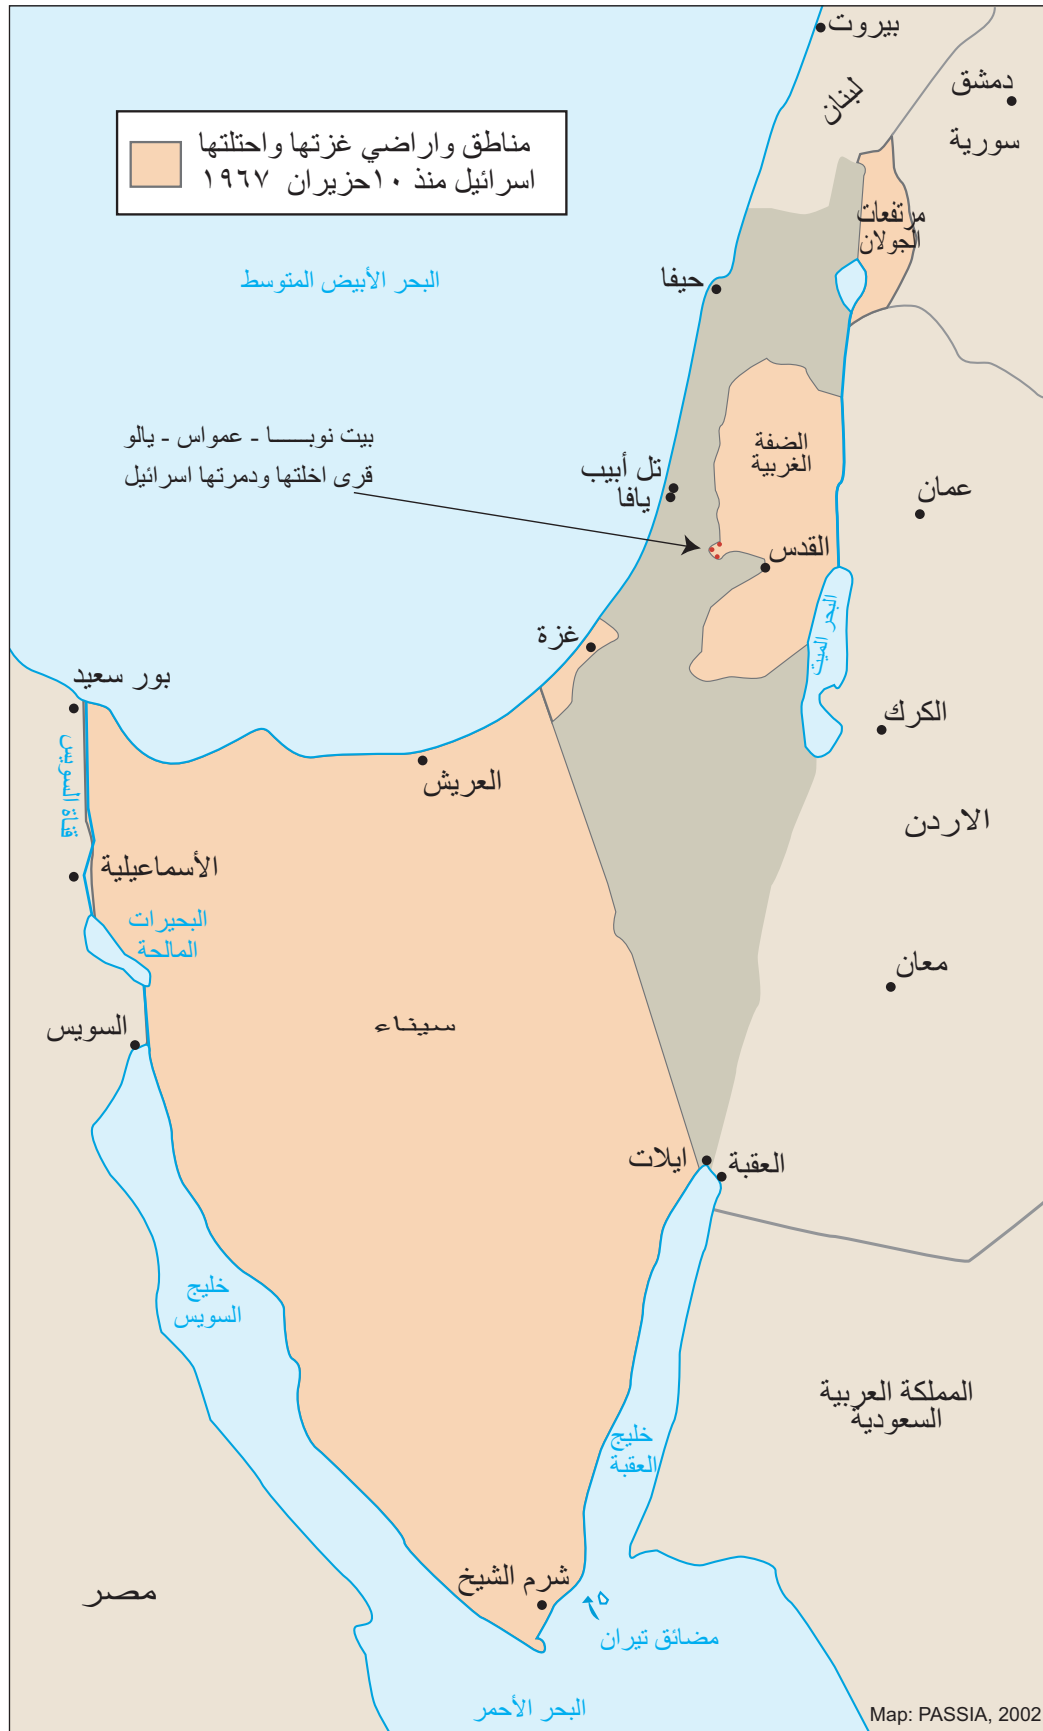 بيروت
دمشق
لبنان
سورية
مناطق واراضي غزتها واحتلتها
اسرائيل منذ ١٠حزيران ١٩٦٧
مرتفعات
الجولان
البحر الأبيض المتوسط
حيفا
بيت نوبـــــا - عمواس - يالو
قرى اخلتها ودمرتها اسرائيل
الضفة
الغربية
تل أبيب
يافا
عمان
القدس
البحر الميت
غزة
بور سعيد
الكرك
قناة السويس
العريش
الاردن
الأسماعيلية
البحيرات
المالحة
معان
السويس
سيناء
ايلات
العقبة
خليج
السويس
المملكة العربية
السعودية
خليج
العقبة
شرم الشيخ
مصر
مضائق تيران
البحر الأحمر
Map: PASSIA, 2002